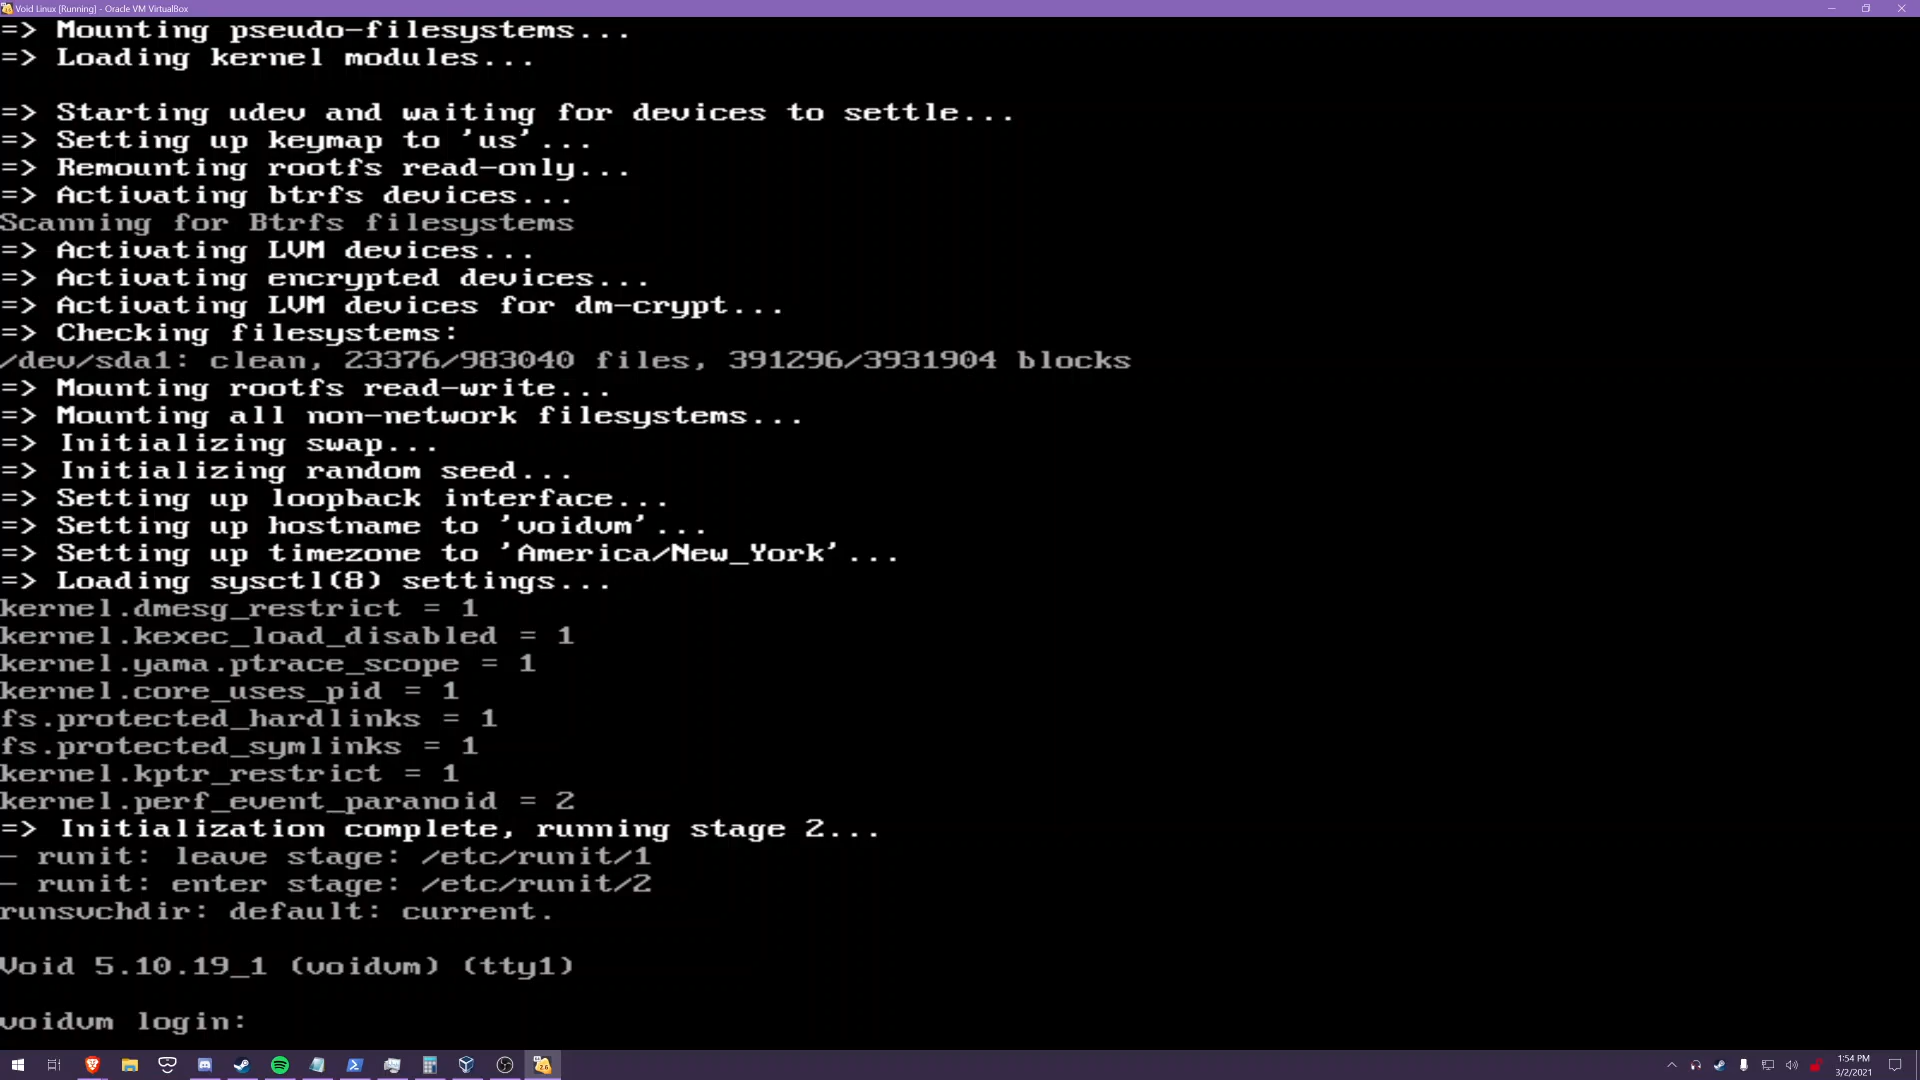 Void Linux [Running] - Oracle VM VirtualBox
=> Mounting pseudo-filesystems...
=> Loading kernel modules...
=> Starting udev and waiting for devices to settle...
=> Setting up keymap to 'us'...
=> Remounting rootfs read-only...
=> Activating btrfs devices...
Scanning for Btrfs filesystems
=> Activating LVM devices...
=> Activating encrypted devices...
=> Activating LVM devices for dm-crypt...
=> Checking filesystems:
/dev/sda1: clean, 23376/983040 files, 391296/3931904 blocks
=> Mounting rootfs read-write...
=> Mounting all non-network filesystems...
=> Initializing swap...
=> Initializing random seed...
=> Setting up loopback interface...
=> Setting up hostname to 'voidvm'...
=> Setting up timezone to 'America/New_York'...
=> Loading sysctl(8) settings...
kernel.dmesg_restrict = 1
kernel.kexec_load_disabled = 1
kernel.yama.ptrace_scope = 1
kernel.core_uses_pid = 1
fs.protected_hardlinks = 1
fs.protected_symlinks = 1
kernel.kptr_restrict = 1
kernel.perf_event_paranoid = 2
=> Initialization complete, running stage 2...
- runit: leave stage: /etc/runit/1
- runit: enter stage: /etc/runit/2
runsvchdir: default: current.
Void 5.10.19_1 (voidvm) (tty1)
voidvm login:
1:54 PM
3/2/2021